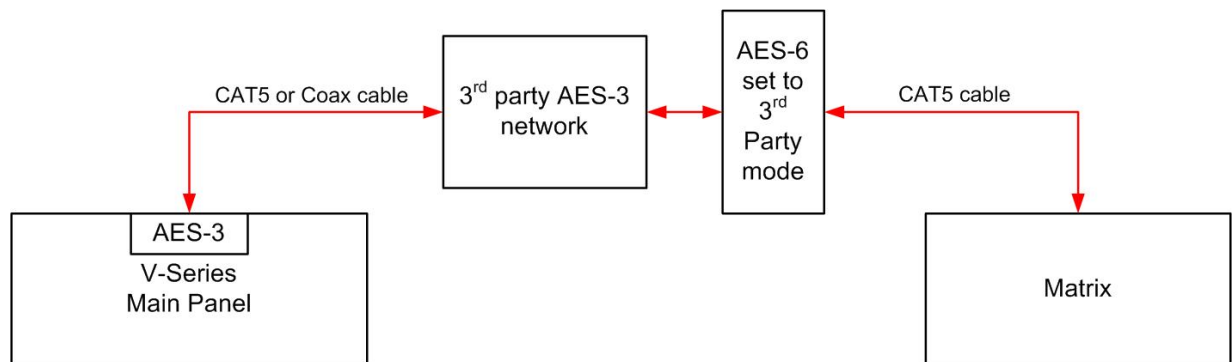 CAT5 or Coax cable
3rd party AES-3
network
AES-6
set to
3rd
Party
mode
CAT5 cable
AES-3
V-Series
Main Panel
Matrix